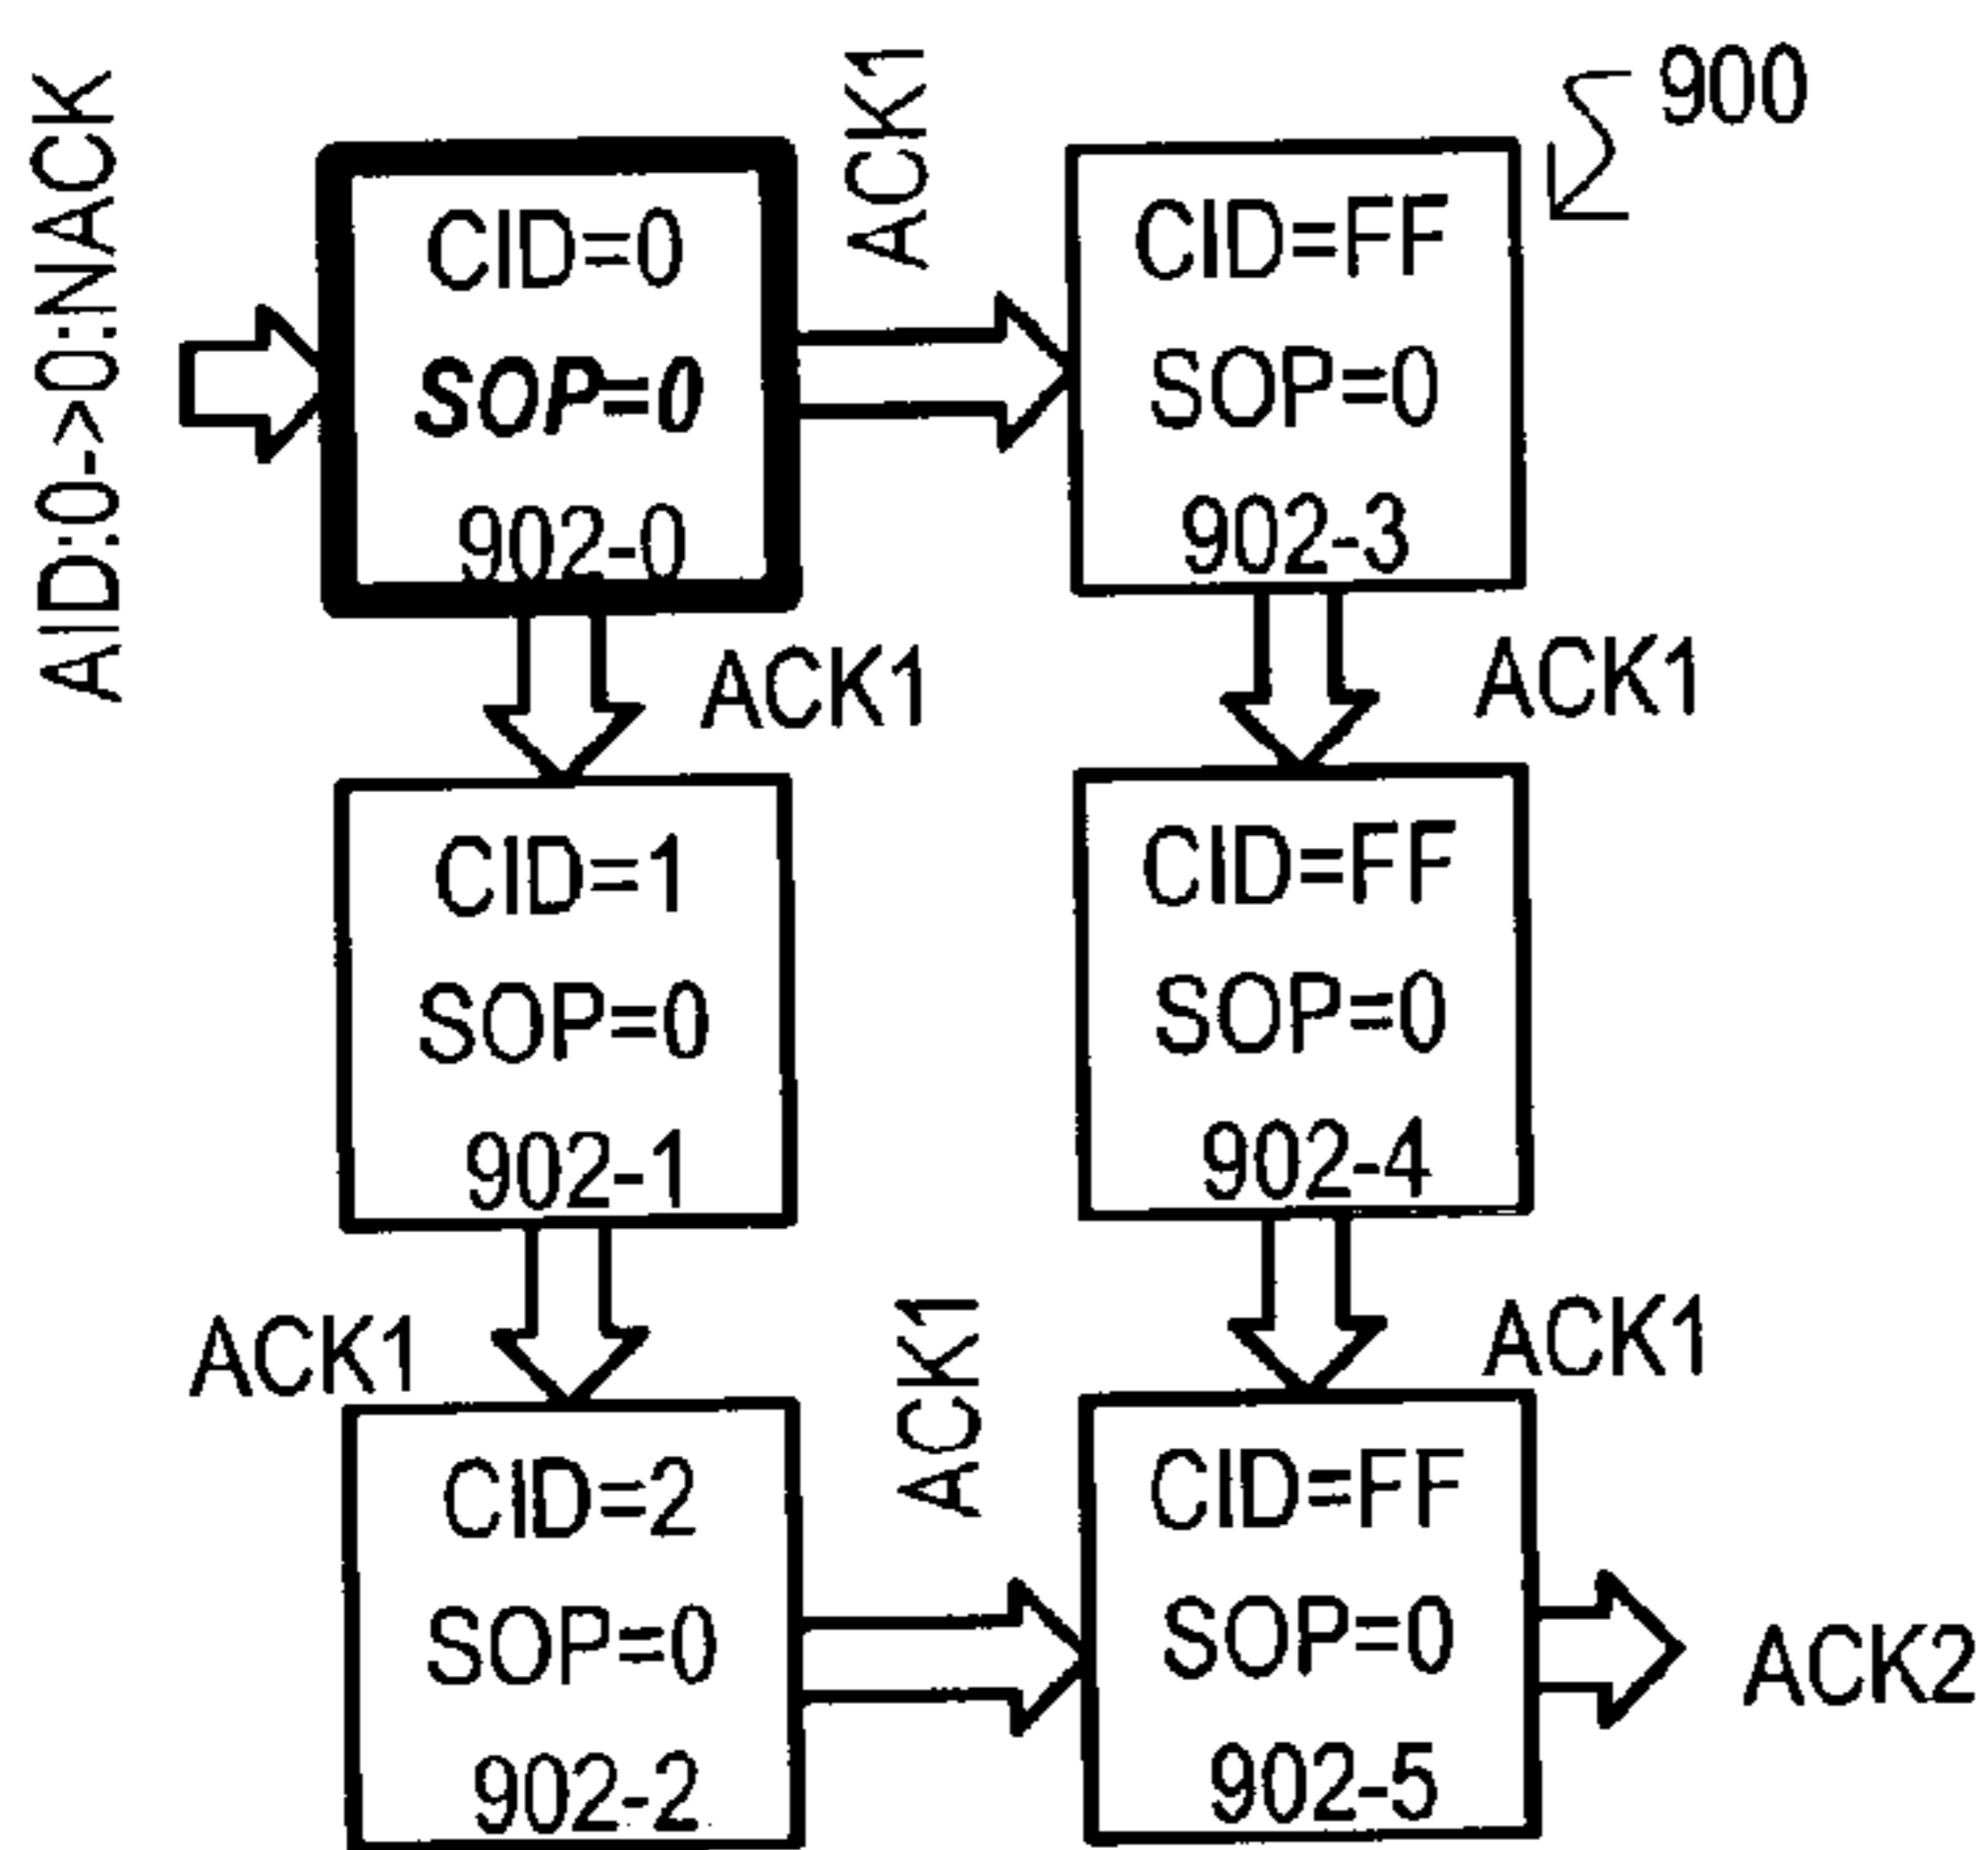 AID:0->0:NACK
CID=0
SOP=0
902-0
ACK1
CID=FF
SOP=0
902-3
900
ACK1
ACK1
CID=1
SOP=0
902-1
CID=FF
SOP=0
902-4
ACK1
ACK1
ACK1
CID=2
SOP=0
902-2
CID=FF
SOP=0
902-5
ACK2